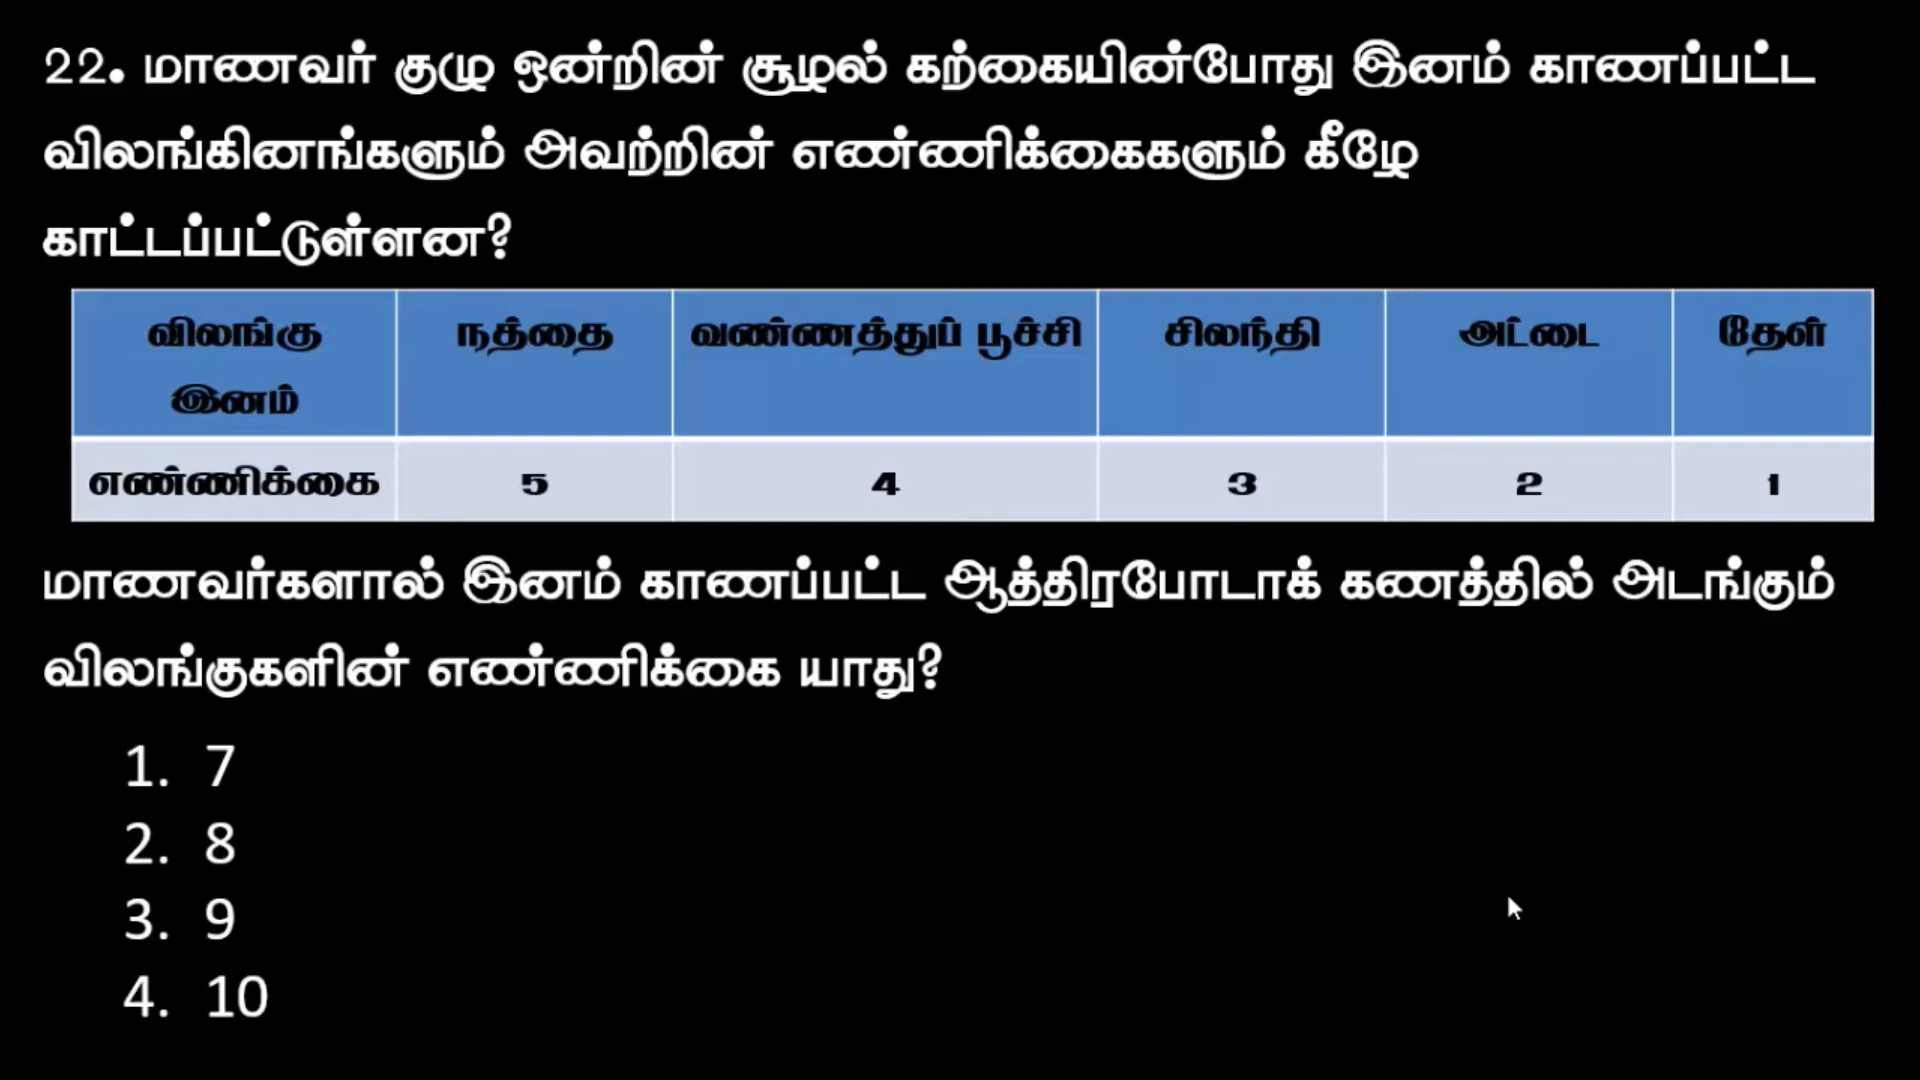 22. மாணவர் குழு ஒன்றின் சூழல் கற்கையின்போது இனம் காணப்பட்ட
விலங்கினங்களும் அவற்றின் எண்ணிக்கைகளும் கீழே
காட்டப்பட்டுள்ளன?
விலங்கு இனம் நத்தை வண்ணத்துப் பூச்சி சிலந்தி அட்டை தேள்
எண்ணிக்கை 5 4 3 2 1
மாணவர்களால் இனம் காணப்பட்ட ஆத்திரபோடாக் கணத்தில் அடங்கும்
விலங்குகளின் எண்ணிக்கை யாது?
1. 7
2. 8
3. 9
4. 10